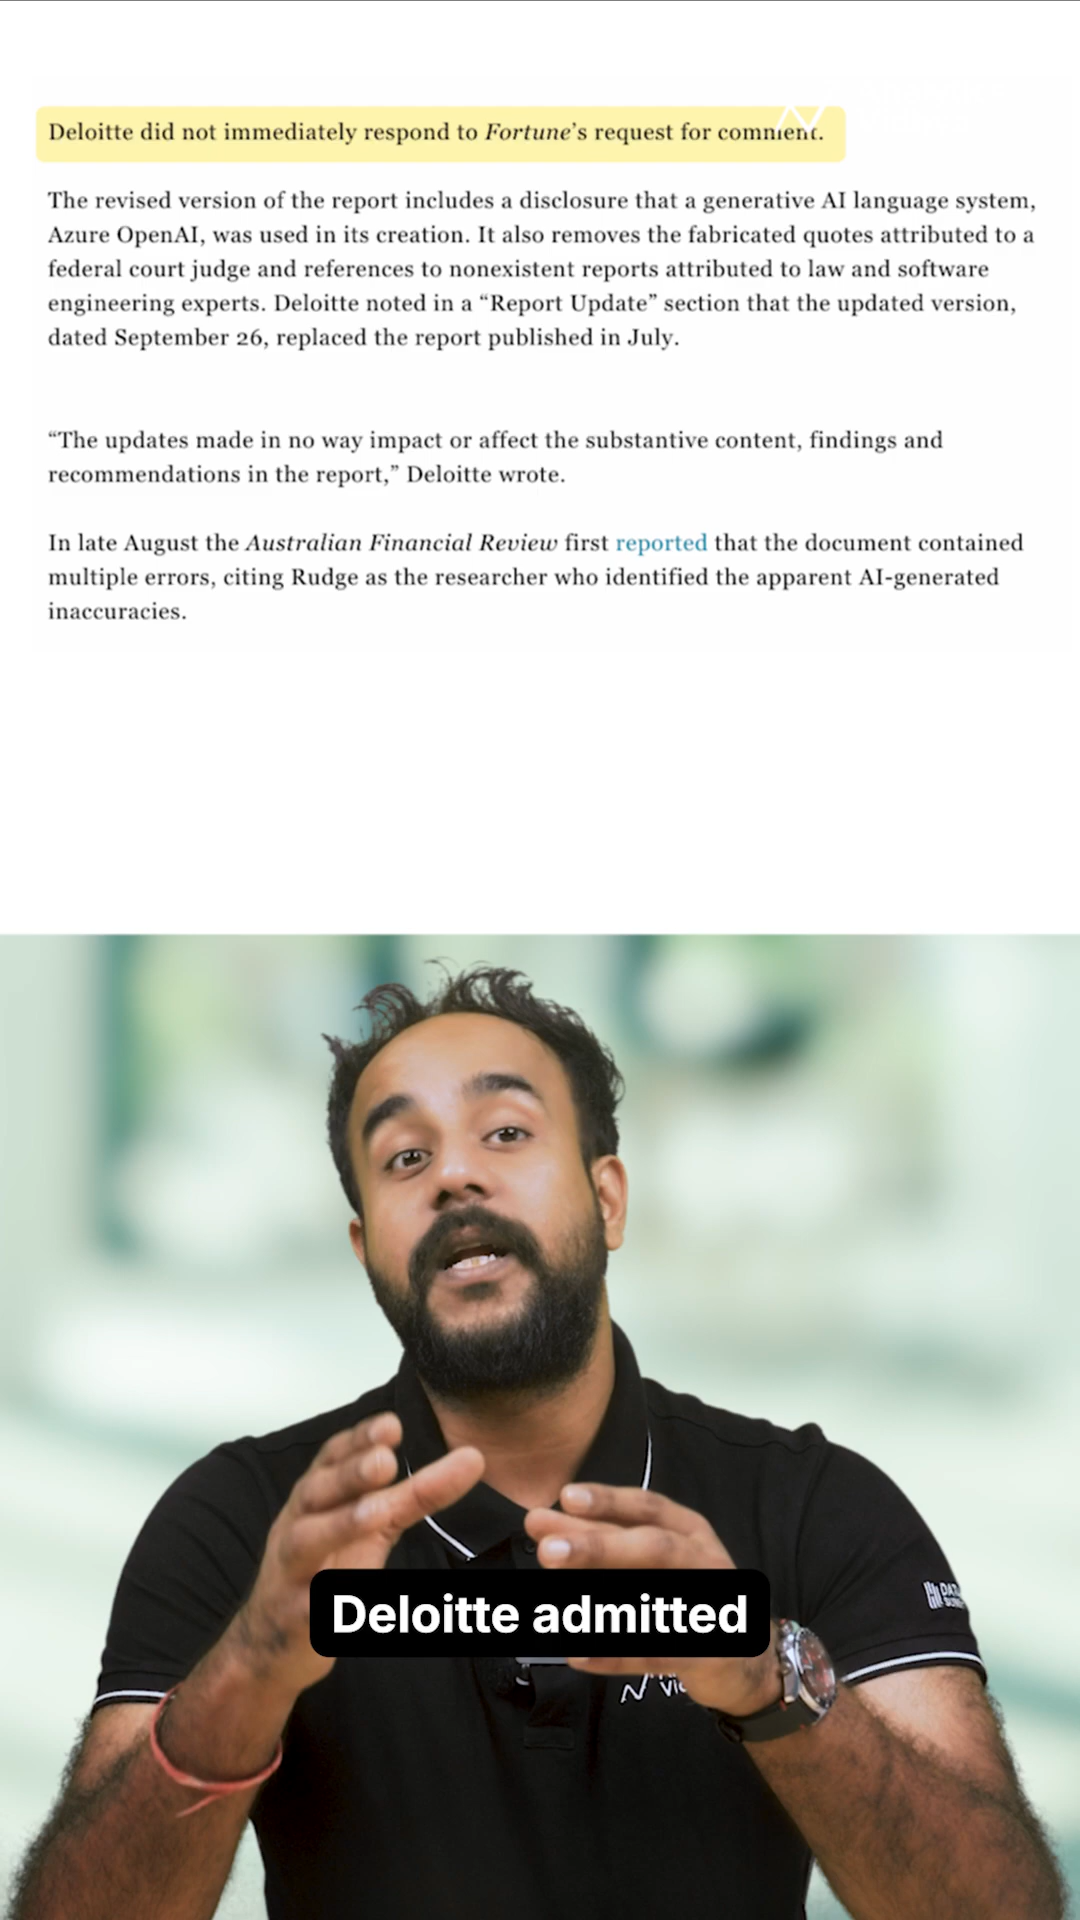 Deloitte did not immediately respond to Fortune's request for comment.
The revised version of the report includes a disclosure that a generative AI language system,
Azure OpenAI, was used in its creation. It also removes the fabricated quotes attributed to a
federal court judge and references to nonexistent reports attributed to law and software
engineering experts. Deloitte noted in a “Report Update” section that the updated version,
dated September 26, replaced the report published in July.
“The updates made in no way impact or affect the substantive content, findings and
recommendations in the report,” Deloitte wrote.
In late August the Australian Financial Review first reported that the document contained
multiple errors, citing Rudge as the researcher who identified the apparent AI-generated
inaccuracies.
Deloitte admitted